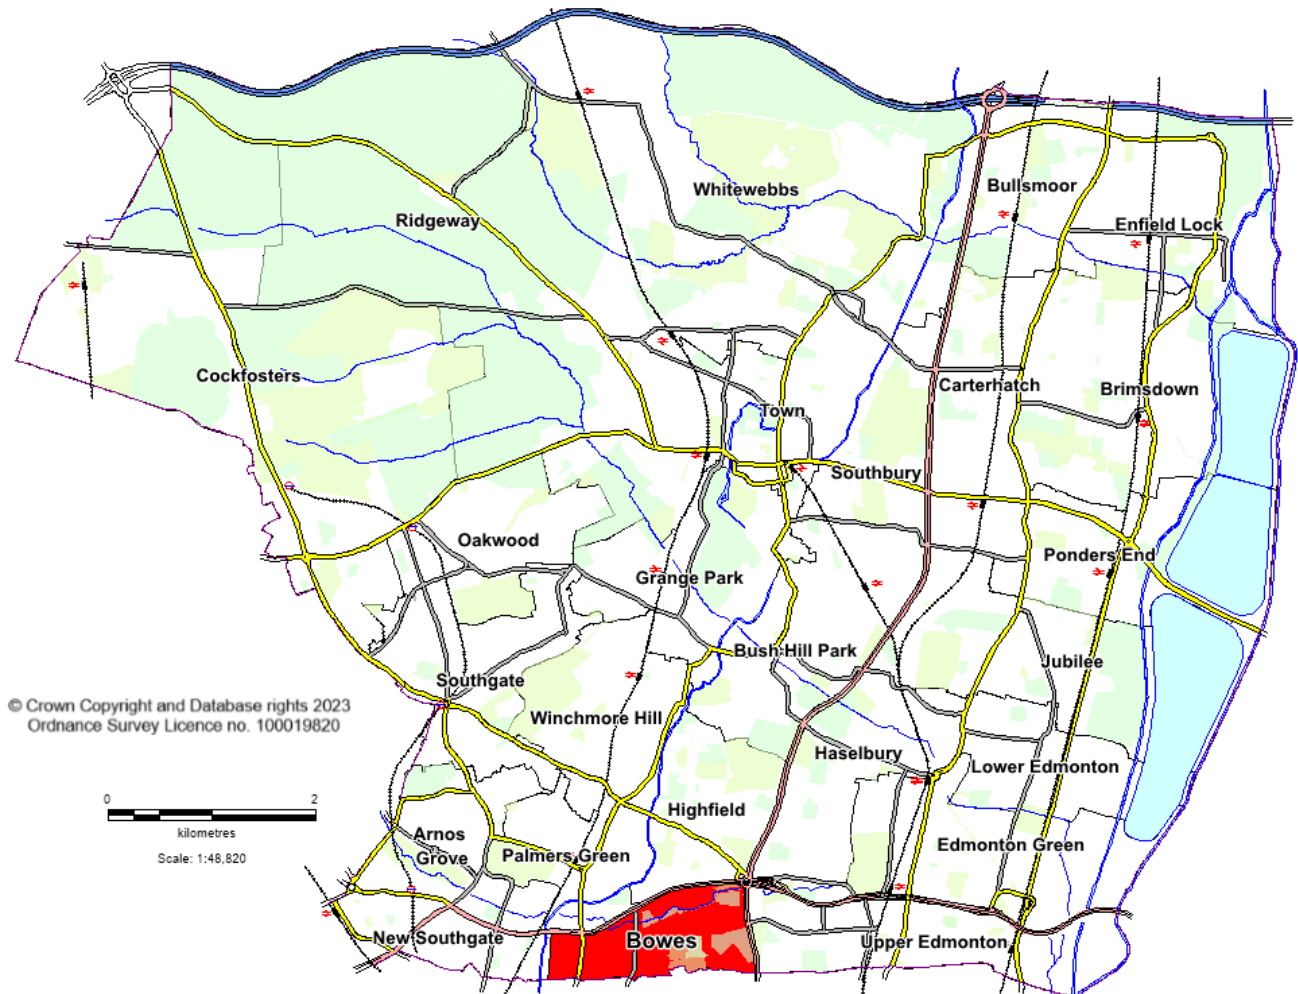 Whitewebbs
Bullsmoor
Ridgeway
Enfield Lock
Cockfosters
Carterhatch
Brimsdown
Town
Southbury
Oakwood
Ponders End
Grange Park
Bush Hill Park
Jubilee
Southgate
© Crown Copyright and Database rights 2023
Ordnance Survey Licence no. 100019820
Winchmore Hill
Haselbury
Lower Edmonton
0 2
kilometres
Scale: 1:48,820
Highfield
Arnos
Grove
Palmers Green
Edmonton Green
New Southgate
Bowes
Upper Edmonton